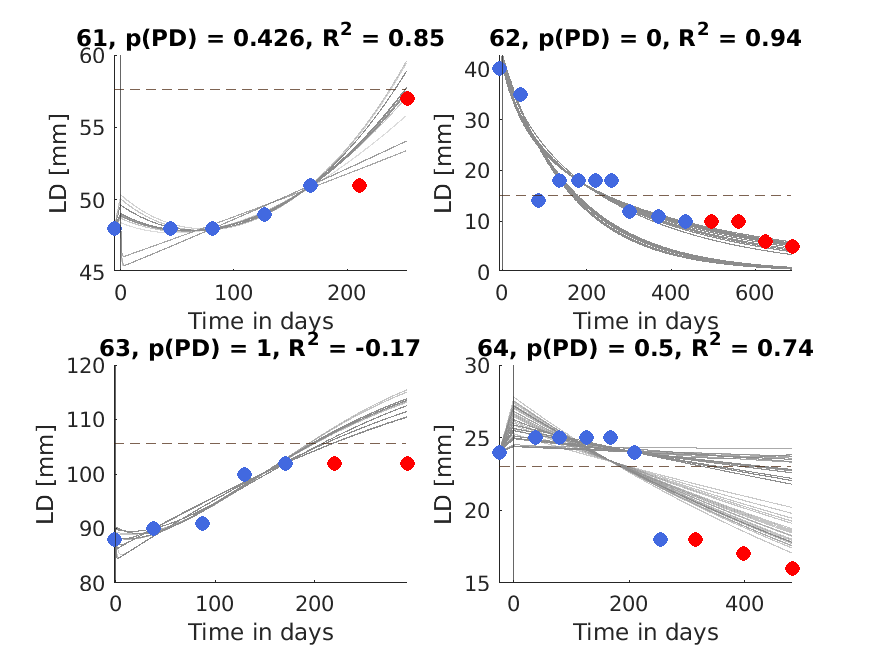 61, p(PD) = 0.426, R² = 0.85
60
55
50
45
LD [mm]
0 100 200
Time in days
62, p(PD) = 0, R² = 0.94
40
30
20
10
0
LD [mm]
0 200 400 600
Time in days
63, p(PD) = 1, R² = -0.17
120
110
100
90
80
LD [mm]
0 100 200
Time in days
64, p(PD) = 0.5, R² = 0.74
30
25
20
15
LD [mm]
0 200 400
Time in days